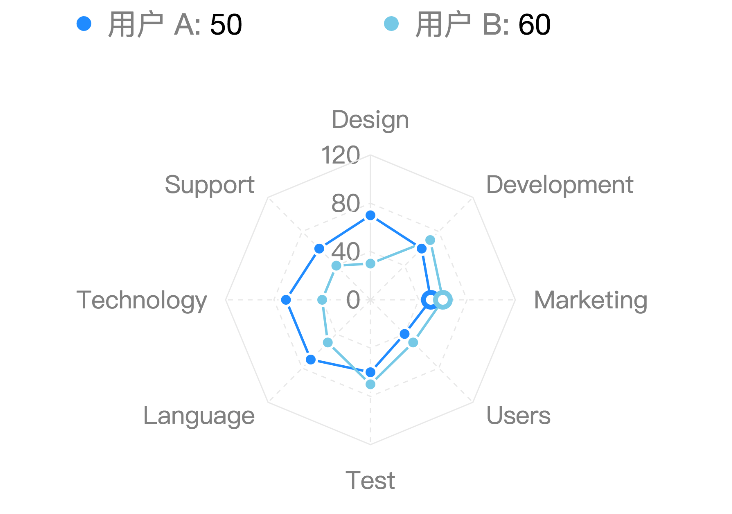 用户 A: 50
用户 B: 60
Design
120
Support
Development
80
40
Technology
0
Marketing
Language
Users
Test